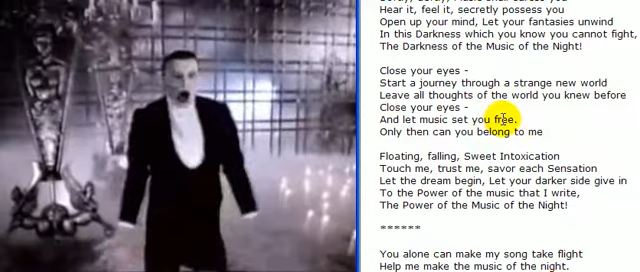 Hear it, feel it, secretly possess you
Open up your mind, Let your fantasies unwind
In this Darkness which you know you cannot fight,
The Darkness of the Music of the Night!
Close your eyes -
Start a journey through a strange new world
Leave all thoughts of the world you knew before
Close your eyes -
And let music set you free.
Only then can you belong to me
Floating, falling, Sweet Intoxication
Touch me, trust me, savor each Sensation
Let the dream begin, Let your darker side give in
To the Power of the music that I write,
The Power of the Music of the Night!
******
You alone can make my song take flight
Help me make the music of the night.